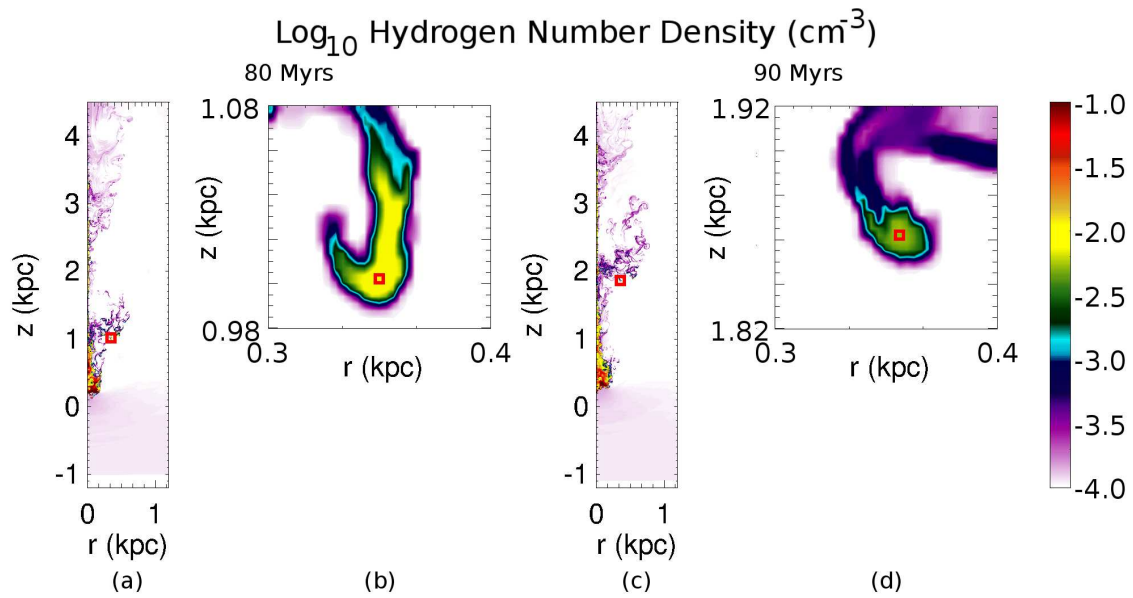 Log10 Hydrogen Number Density (cm-3)
80 Myrs
90 Myrs
4
3
2
1
0
-1
z (kpc)
0 1
r (kpc)
(a)
1.08
0.98
z (kpc)
0.3 0.4
r (kpc)
(b)
4
3
2
1
0
-1
z (kpc)
0 1
r (kpc)
(c)
1.92
1.82
z (kpc)
0.3 0.4
r (kpc)
(d)
-1.0
-1.5
-2.0
-2.5
-3.0
-3.5
-4.0